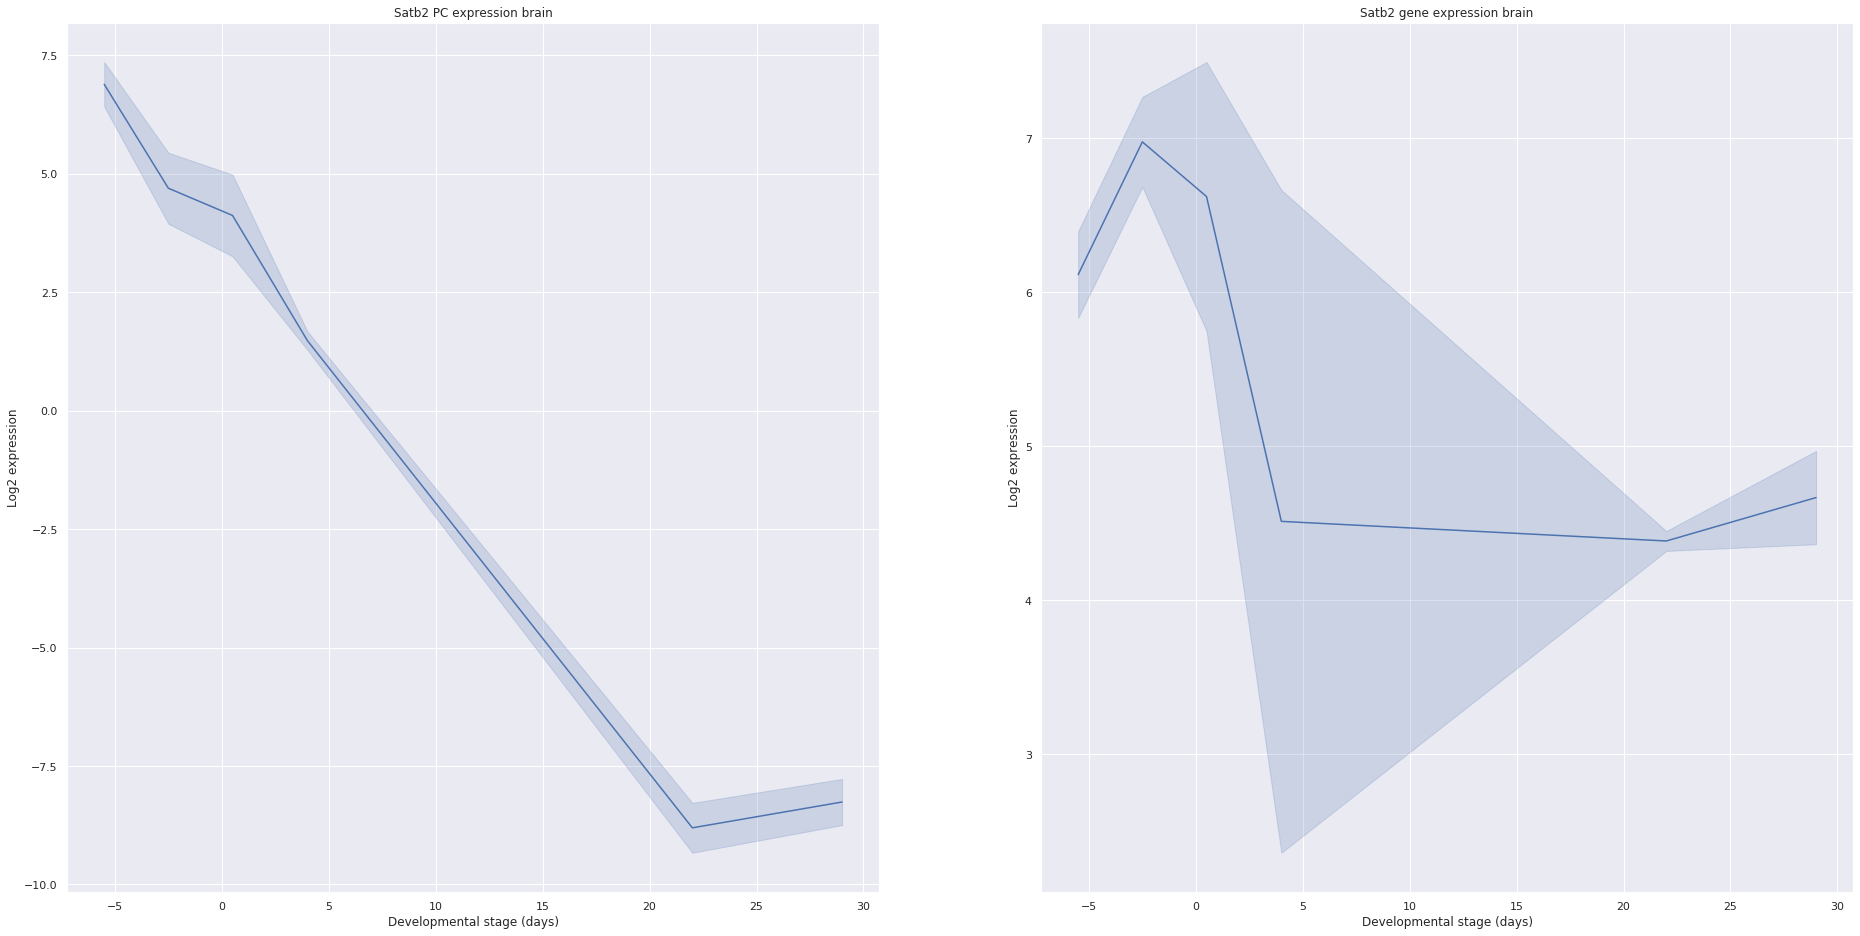 Satb2 PC expression brain
7.5
5.0
2.5
0.0
−2.5
−5.0
−7.5
−10.0
Log2 expression
−5 0 5 10 15 20 25 30
Developmental stage (days)
Satb2 gene expression brain
7
6
5
4
3
Log2 expression
−5 0 5 10 15 20 25 30
Developmental stage (days)